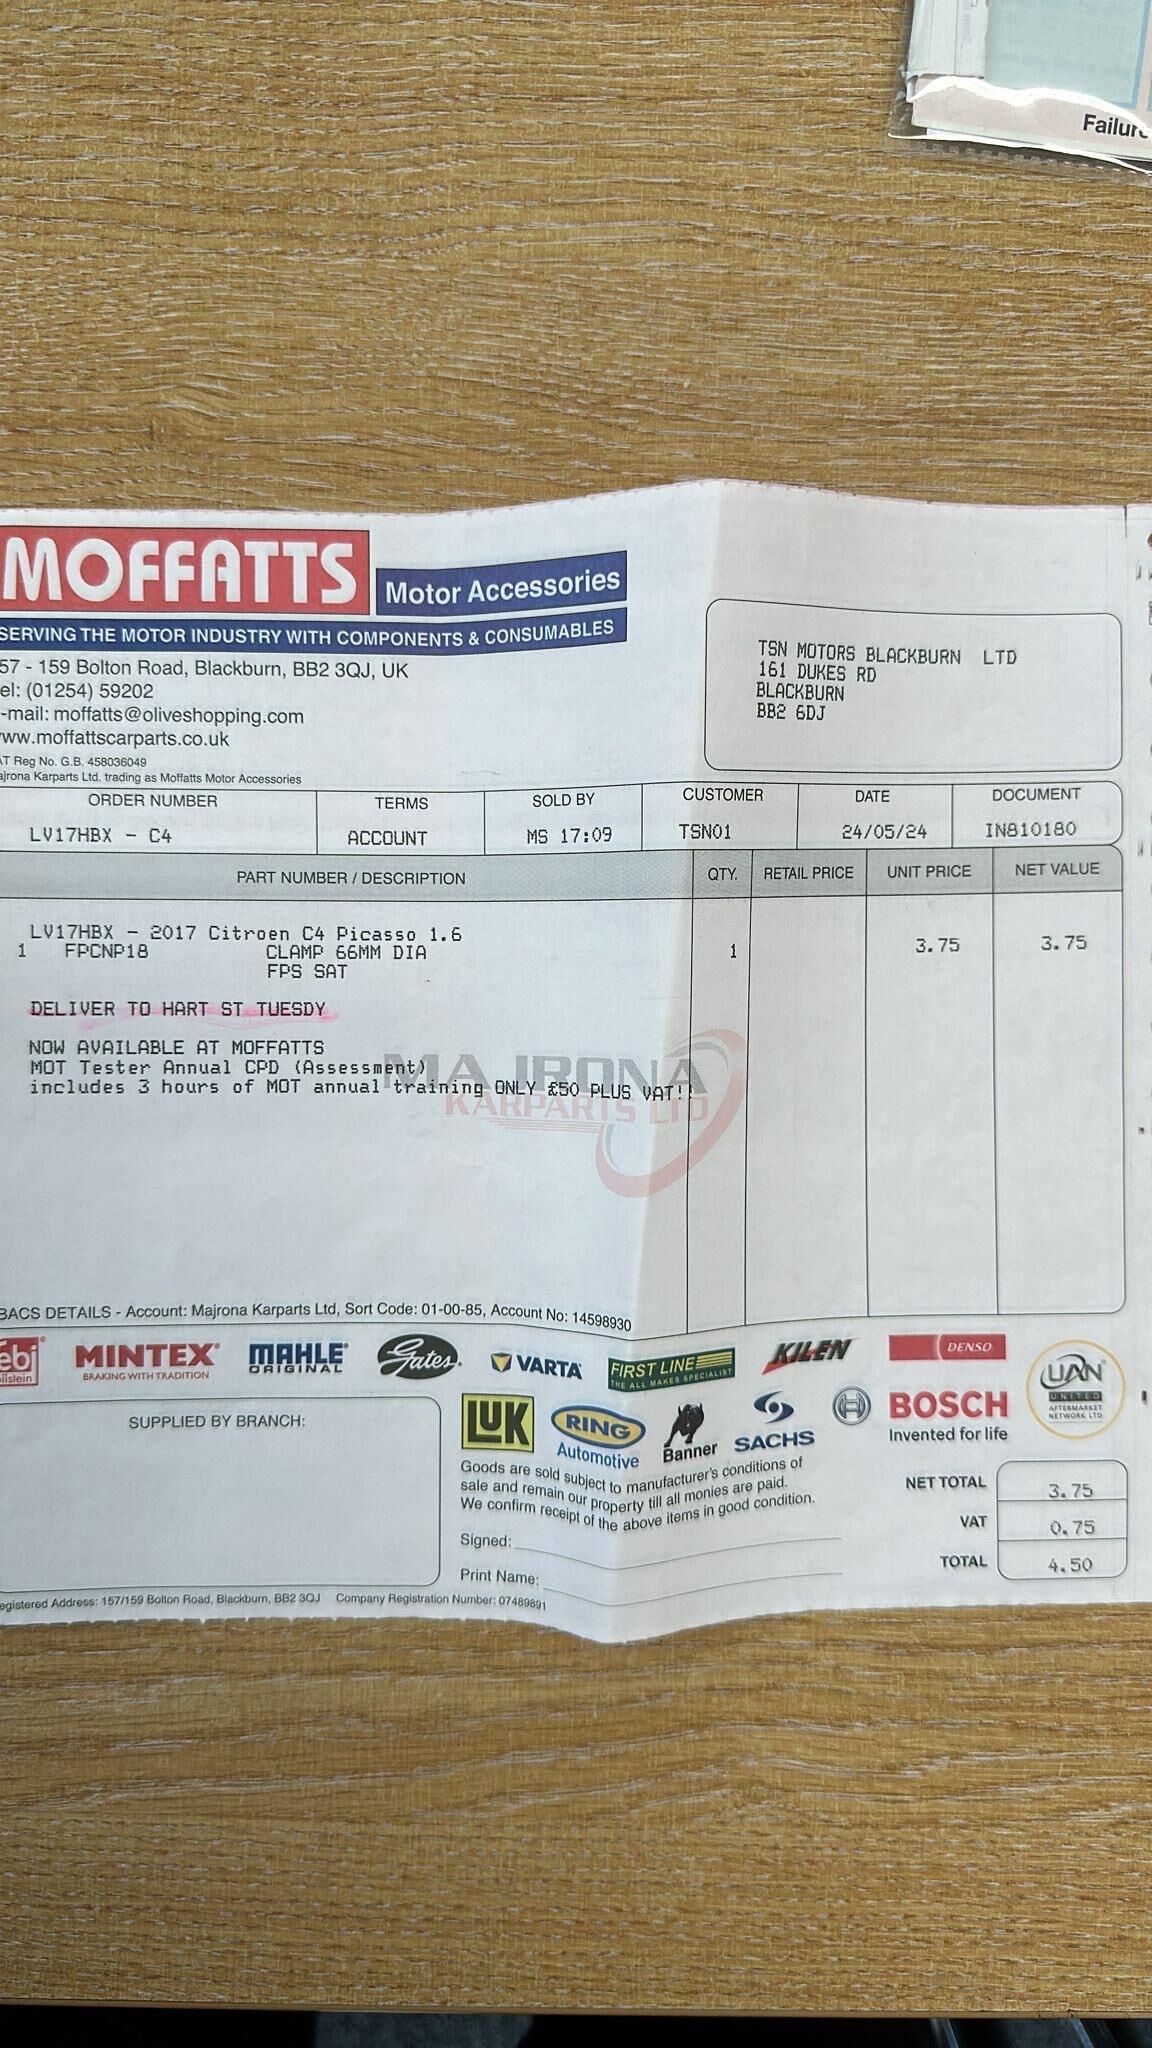 Failure
MOFFATTS
Motor Accessories
SERVING THE MOTOR INDUSTRY WITH COMPONENTS & CONSUMABLES
57 - 159 Bolton Road, Blackburn, BB2 3QJ, UK
el: (01254) 59202
-mail: moffatts@oliveshopping.com
ww.moffattscarparts.co.uk
AT Reg No. G.B. 458036049
ajrona Karparts Ltd. trading as Moffatts Motor Accessories
TSN MOTORS BLACKBURN LTD
161 DUKES RD
BLACKBURN
BB2 6DJ
ORDER NUMBER TERMS SOLD BY CUSTOMER DATE DOCUMENT
LV17HBX - C4 ACCOUNT MS 17:09 TSN01 24/05/24 IN810180
PART NUMBER / DESCRIPTION QTY. RETAIL PRICE UNIT PRICE NET VALUE
LV17HBX - 2017 Citroen C4 Picasso 1.6
1 FPCNP18 CLAMP 66MM DIA 1 3.75 3.75
FPS SAT
DELIVER TO HART ST TUESDY
NOW AVAILABLE AT MOFFATTS
MOT Tester Annual CPD (Assessment)
includes 3 hours of MOT annual training ONLY £50 PLUS VAT!!
MAJRONA
KARPARTS LTD
BACS DETAILS - Account: Majrona Karparts Ltd, Sort Code: 01-00-85, Account No: 14598930
ebi
ilstein
MINTEX
BRAKING WITH TRADITION
MAHLE
ORIGINAL
Gates
VARTA
FIRST LINE
THE ALL MAKES SPECIALIST
KILEN
DENSO
UAN
UNITED
AFTERMARKET
NETWORK LTD.
LUK
RING
Automotive
Banner
SACHS
BOSCH
Invented for life
SUPPLIED BY BRANCH:
Goods are sold subject to manufacturer's conditions of
sale and remain our property till all monies are paid.
We confirm receipt of the above items in good condition.
Signed:
Print Name:
NET TOTAL 3.75
VAT 0.75
TOTAL 4.50
egistered Address: 157/159 Bolton Road, Blackburn, BB2 3QJ Company Registration Number: 07489891